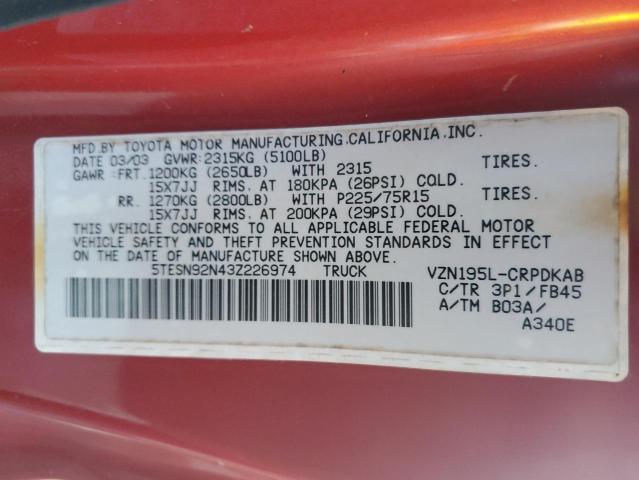 MFD.BY TOYOTA MOTOR MANUFACTURING,CALIFORNIA,INC.
DATE 03/03 GVWR:2315KG (5100LB)
GAWR :FRT.1200KG (2650LB) WITH 2315 TIRES.
15X7JJ RIMS. AT 180KPA (26PSI) COLD.
RR. 1270KG (2800LB) WITH P225/75R15 TIRES.
15X7JJ RIMS. AT 200KPA (29PSI) COLD.
THIS VEHICLE CONFORMS TO ALL APPLICABLE FEDERAL MOTOR
VEHICLE SAFETY AND THEFT PREVENTION STANDARDS IN EFFECT
ON THE DATE OF MANUFACTURE SHOWN ABOVE.
5TESN92N43Z226974 TRUCK VZN195L-CRPDKAB
C/TR 3P1/FB45
A/TM B03A/
A340E